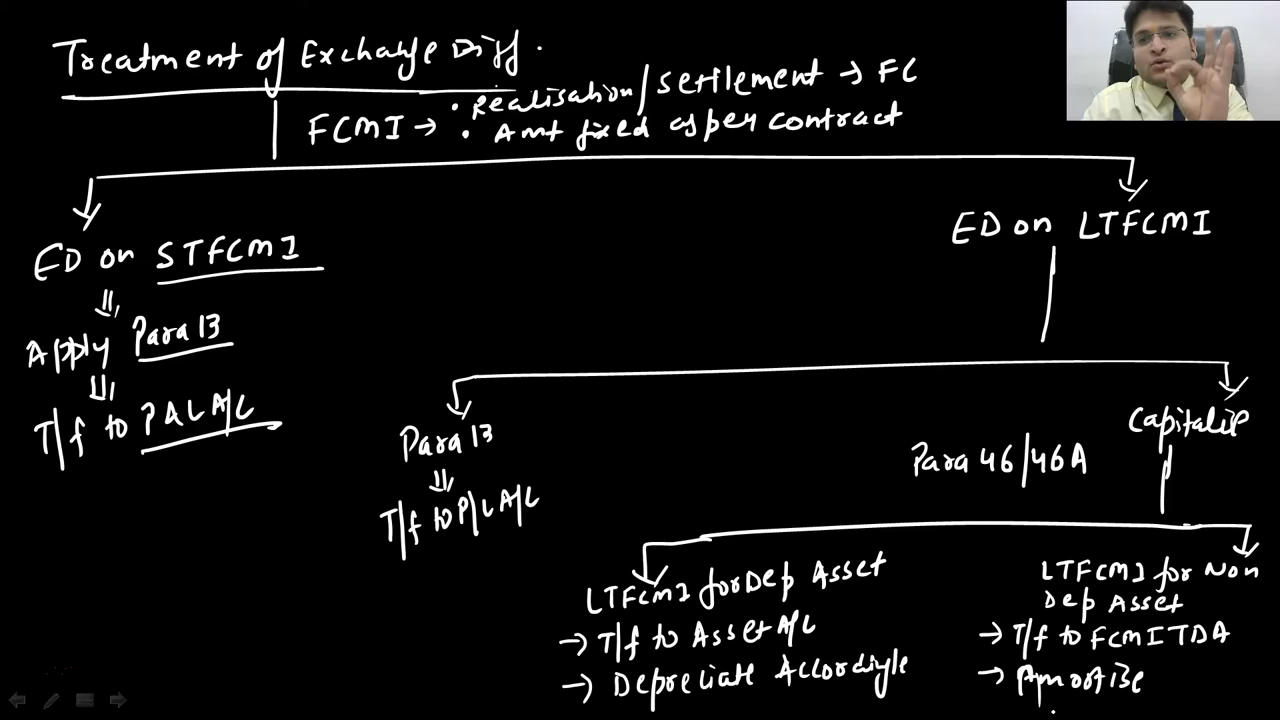 Treatment of Exchange Diff.
FCMI → • Realisation/Settlement → FC
• Amt fixed as per contract
ED on STFCMI
Apply Para 13
T/f to P&L A/c
ED on LTFCMI
Para 13
T/f to P/L A/c
Para 46/46A
Capitalise
LTFCMI for Dep Asset
→ T/f to Asset A/c
→ Depreciate Accordingly
LTFCMI for Non
Dep Asset
→ T/f to FCMITDA
→ Amortise